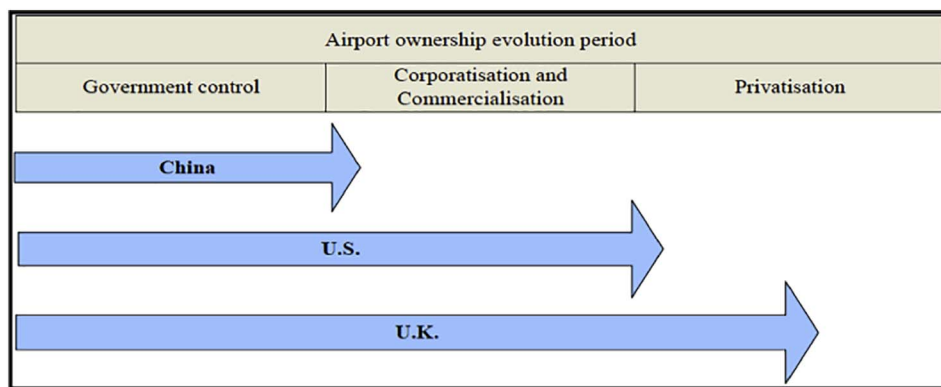 Airport ownership evolution period
Government control
Corporatisation and
Commercialisation
Privatisation
China
U.S.
U.K.